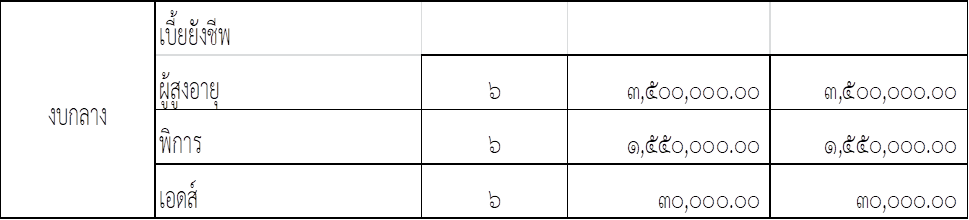 เบี้ยยังชีพ
ผู้สูงอายุ ๖ ๓,๕๐๐,๐๐๐.๐๐ ๓,๕๐๐,๐๐๐.๐๐
งบกลาง
พิการ ๖ ๑,๕๕๐,๐๐๐.๐๐ ๑,๕๕๐,๐๐๐.๐๐
เอดส์ ๖ ๓๐,๐๐๐.๐๐ ๓๐,๐๐๐.๐๐